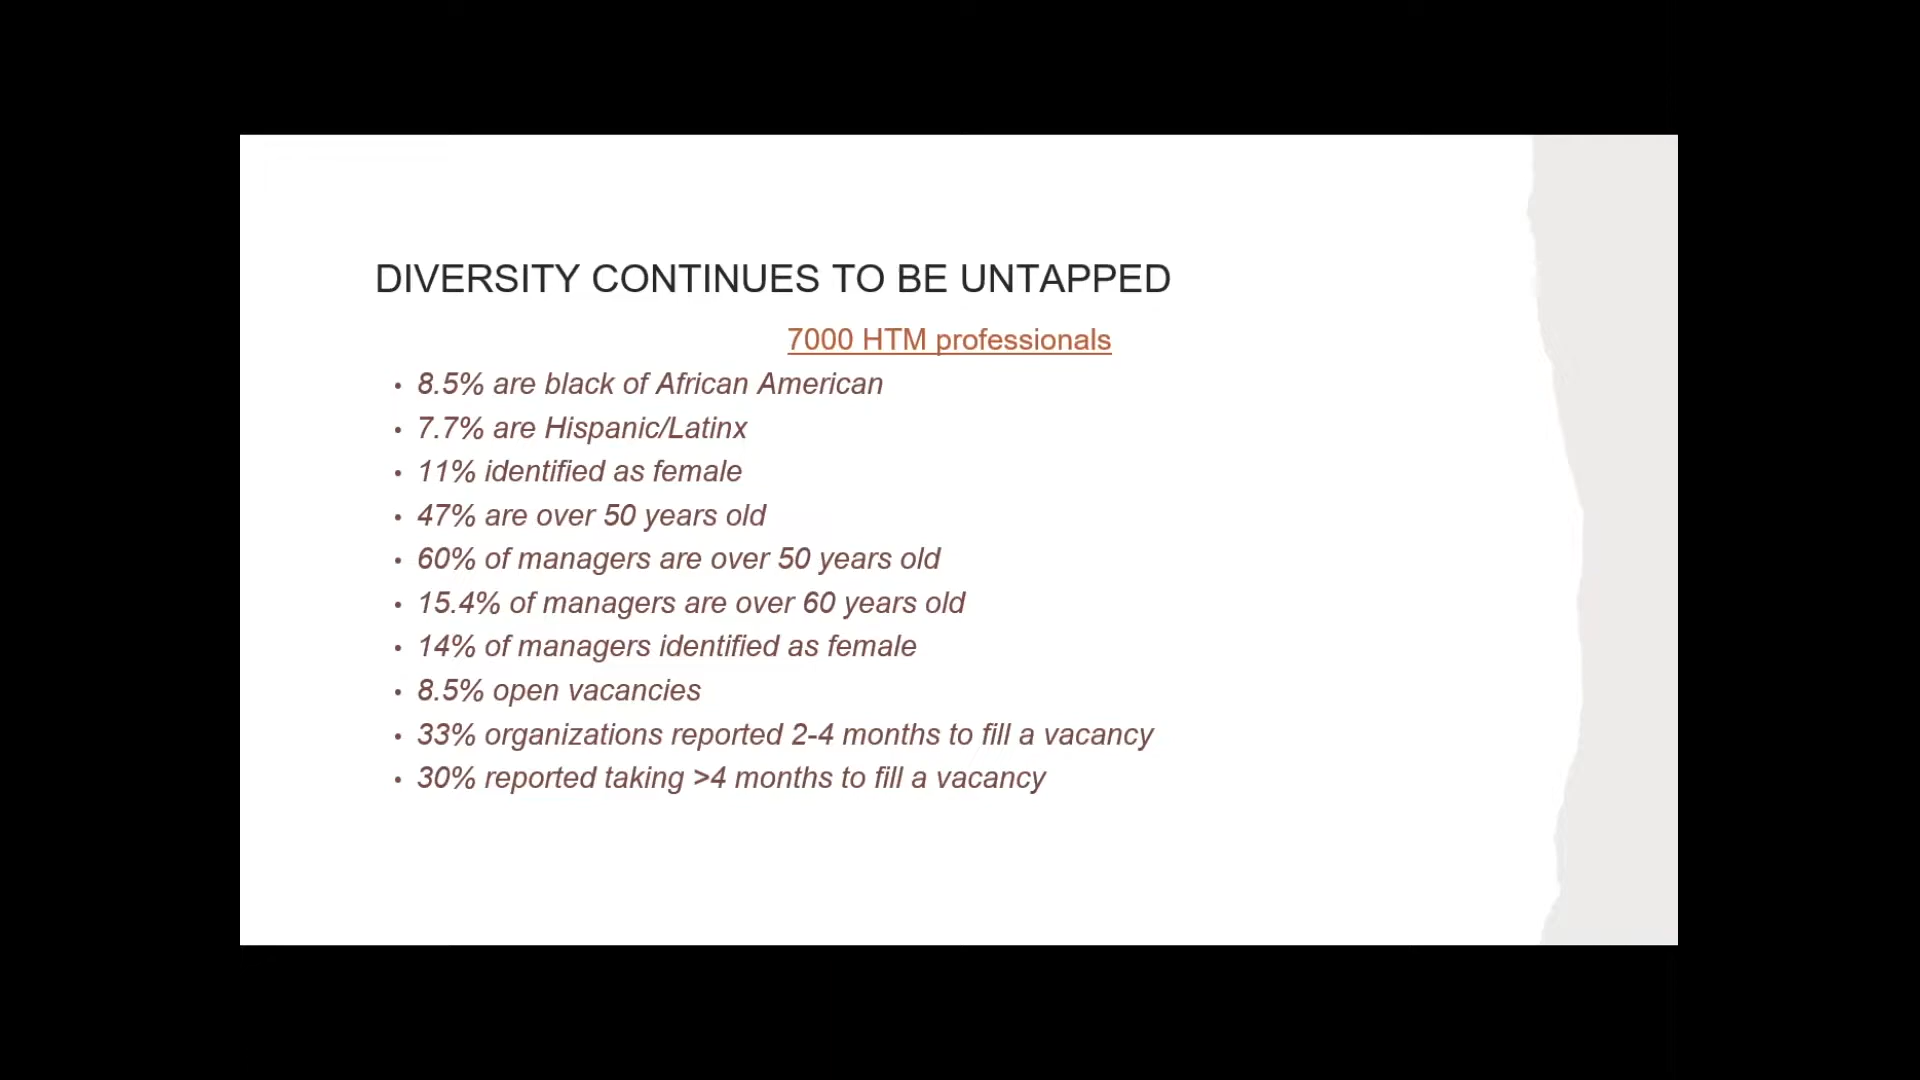 DIVERSITY CONTINUES TO BE UNTAPPED
7000 HTM professionals
• 8.5% are black of African American
• 7.7% are Hispanic/Latinx
• 11% identified as female
• 47% are over 50 years old
• 60% of managers are over 50 years old
• 15.4% of managers are over 60 years old
• 14% of managers identified as female
• 8.5% open vacancies
• 33% organizations reported 2-4 months to fill a vacancy
• 30% reported taking >4 months to fill a vacancy